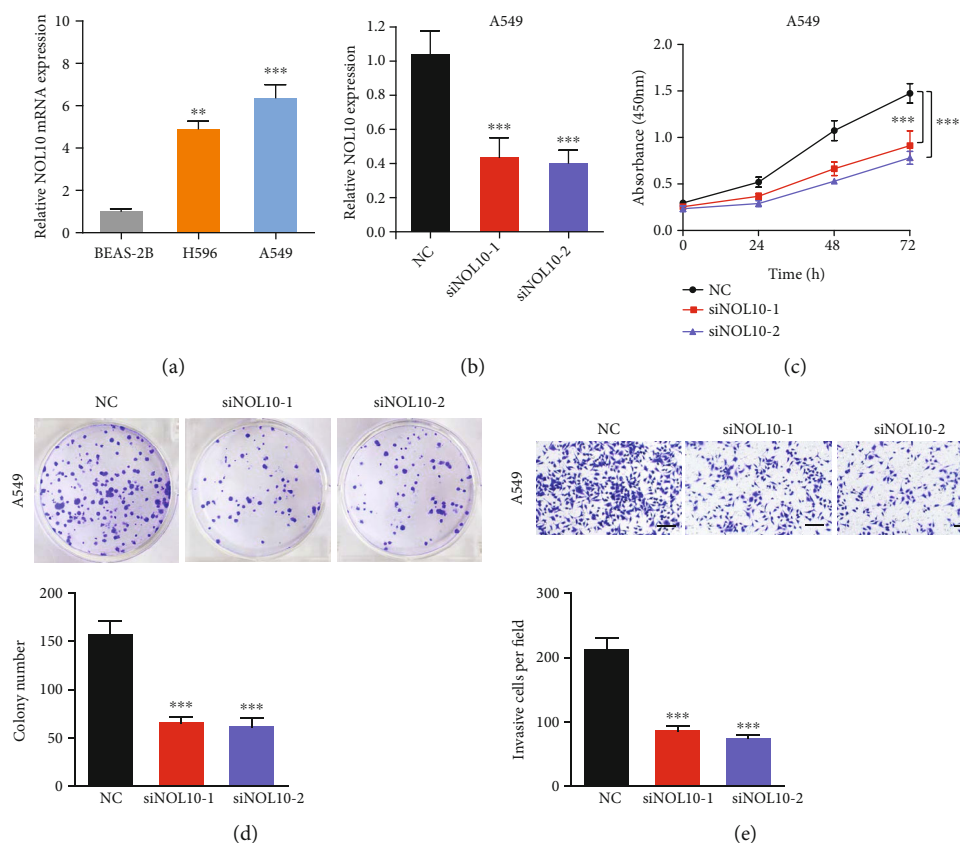 Relative NOL10 mRNA expression
10
8
6
4
2
0
**
***
BEAS-2B H596 A549
(a)
A549
Relative NOL10 expression
1.2
1.0
0.8
0.6
0.4
0.2
0.0
***
***
NC
siNOL10-1
siNOL10-2
(b)
A549
Absorbance (450nm)
2.0
1.5
1.0
0.5
0.0
***
***
0 24 48 72
Time (h)
NC
siNOL10-1
siNOL10-2
(c)
NC siNOL10-1 siNOL10-2
A549
Colony number
200
150
100
50
0
*** ***
NC siNOL10-1 siNOL10-2
(d)
NC siNOL10-1 siNOL10-2
A549
Invasive cells per field
300
200
100
0
***
***
NC siNOL10-1 siNOL10-2
(e)